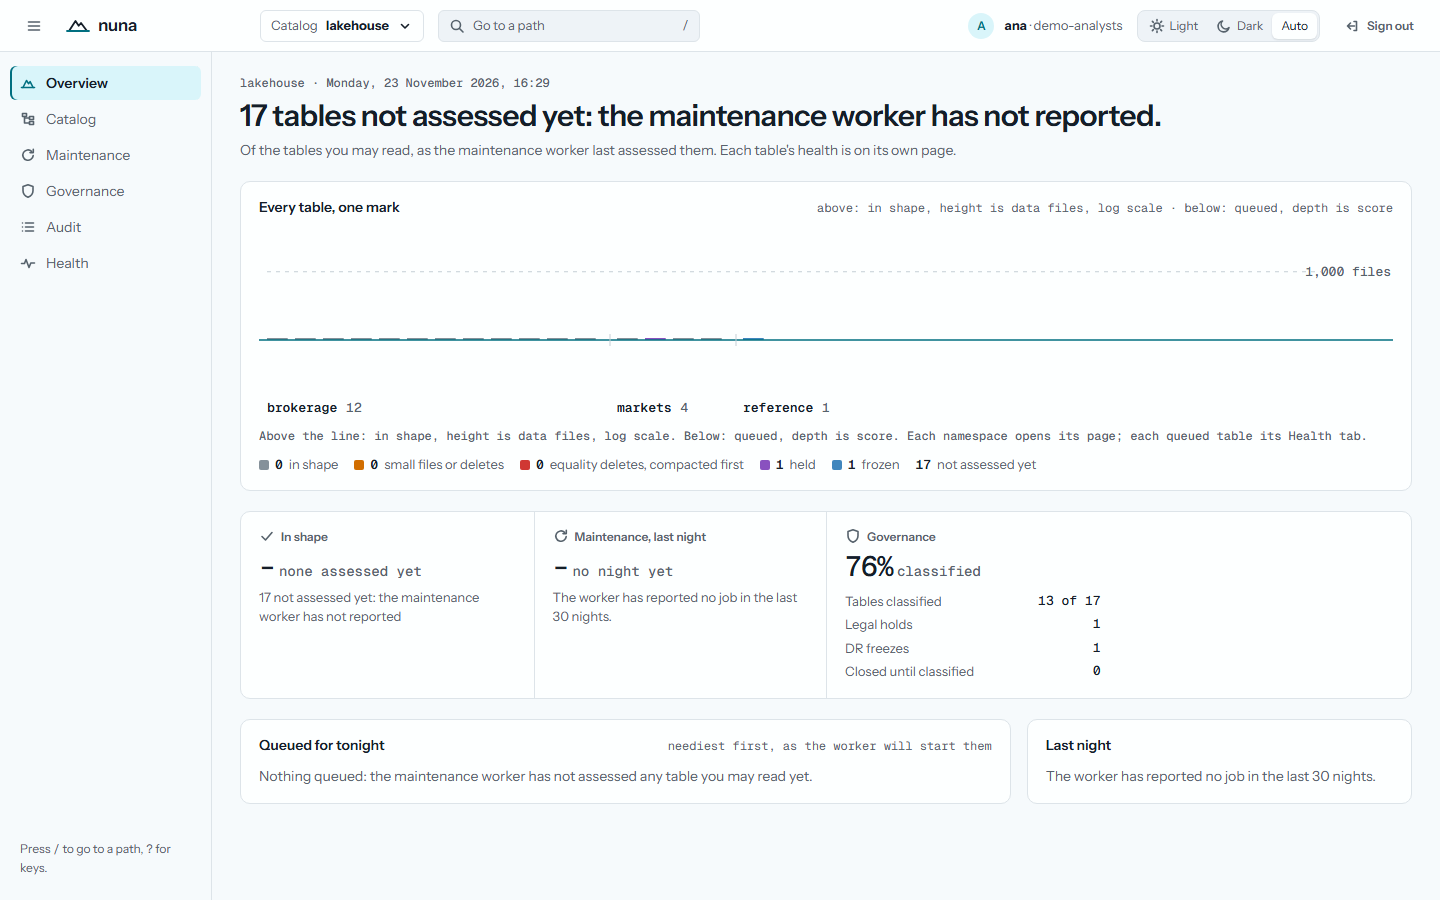 nuna
Catalog lakehouse
Go to a path /
A ana · demo-analysts
Light Dark Auto
Sign out
Overview
Catalog
Maintenance
Governance
Audit
Health
Press / to go to a path, ? for
keys.
lakehouse · Monday, 23 November 2026, 16:29
17 tables not assessed yet: the maintenance worker has not reported.
Of the tables you may read, as the maintenance worker last assessed them. Each table's health is on its own page.
Every table, one mark
above: in shape, height is data files, log scale · below: queued, depth is score
1,000 files
brokerage 12
markets 4
reference 1
Above the line: in shape, height is data files, log scale. Below: queued, depth is score. Each namespace opens its page; each queued table its Health tab.
0 in shape 0 small files or deletes 0 equality deletes, compacted first 1 held 1 frozen 17 not assessed yet
In shape
– none assessed yet
17 not assessed yet: the maintenance
worker has not reported
Maintenance, last night
– no night yet
The worker has reported no job in the last
30 nights.
Governance
76% classified
Tables classified 13 of 17
Legal holds 1
DR freezes 1
Closed until classified 0
Queued for tonight
neediest first, as the worker will start them
Nothing queued: the maintenance worker has not assessed any table you may read yet.
Last night
The worker has reported no job in the last 30 nights.